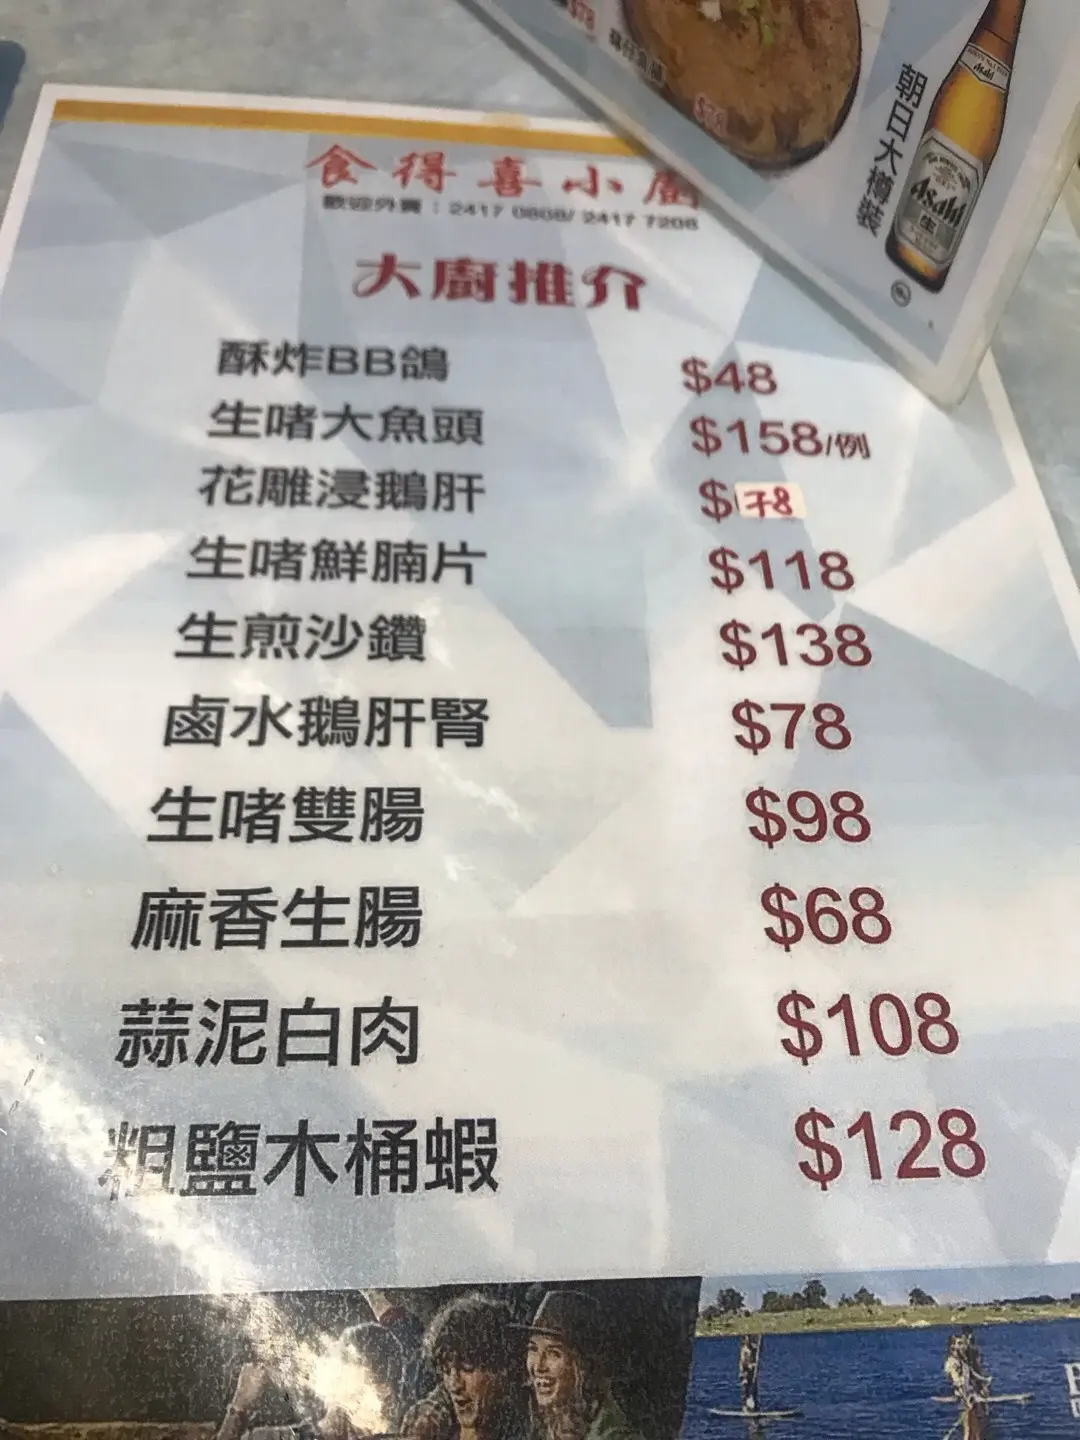 $78
$78
朝日大樽裝
Asahi
Asahi
生
食得喜小廚
歡迎外賣：2417 0808/ 2417 7208
大廚推介
酥炸BB鴿 $48
生啫大魚頭 $158/例
花雕浸鵝肝 $78
生啫鮮腩片 $118
生煎沙鑽 $138
鹵水鵝肝腎 $78
生啫雙腸 $98
麻香生腸 $68
蒜泥白肉 $108
粗鹽木桶蝦 $128